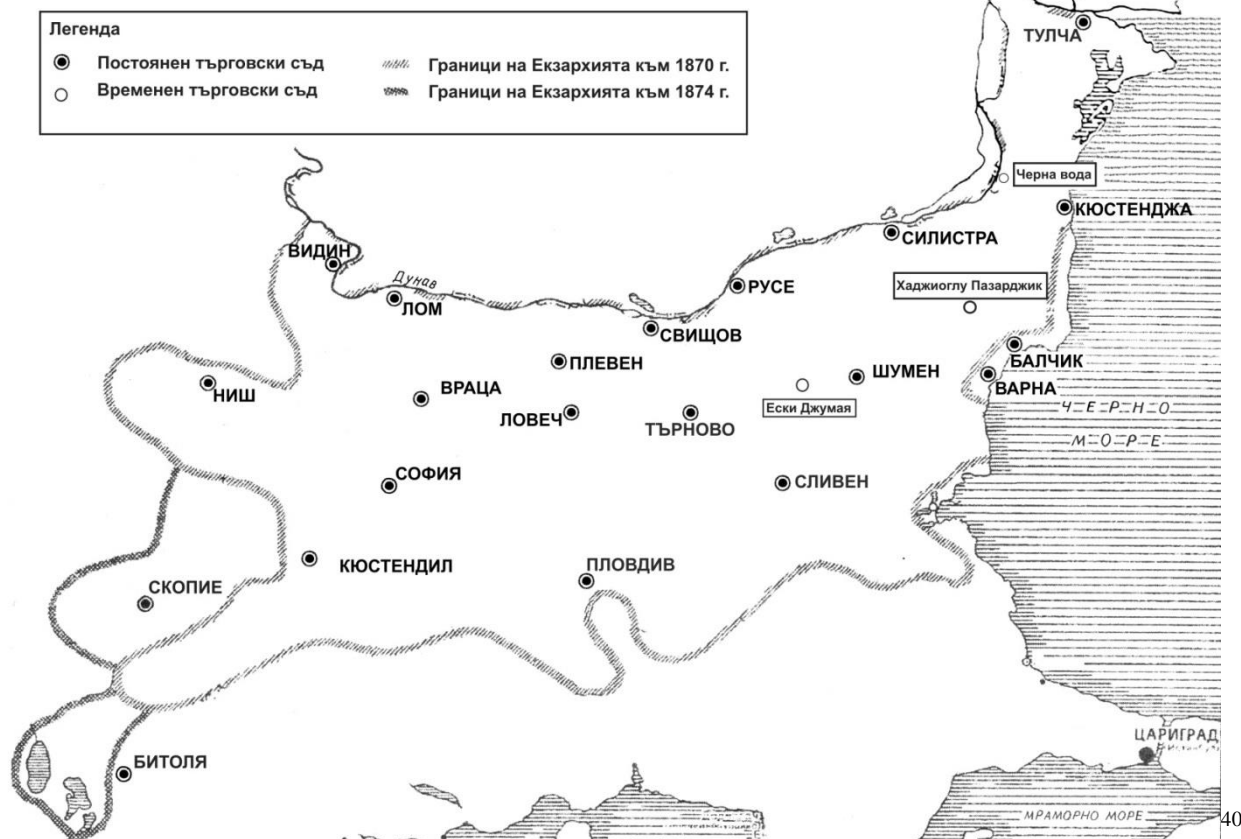 Легенда
Постоянен търговски съд
Временен търговски съд
Граници на Екзархията към 1870 г.
Граници на Екзархията към 1874 г.
ТУЛЧА
Черна вода
КЮСТЕНДЖА
СИЛИСТРА
ВИДИН
Дунав
ЛОМ
РУСЕ
Хаджиоглу Пазарджик
СВИЩОВ
БАЛЧИК
ПЛЕВЕН
ШУМЕН
ВАРНА
НИШ
ВРАЦА
Ески Джумая
ЧЕРНО
МОРЕ
ЛОВЕЧ
ТЪРНОВО
СОФИЯ
СЛИВЕН
КЮСТЕНДИЛ
ПЛОВДИВ
СКОПИЕ
ЦАРИГРАД
БИТОЛЯ
МРАМОРНО МОРЕ
40